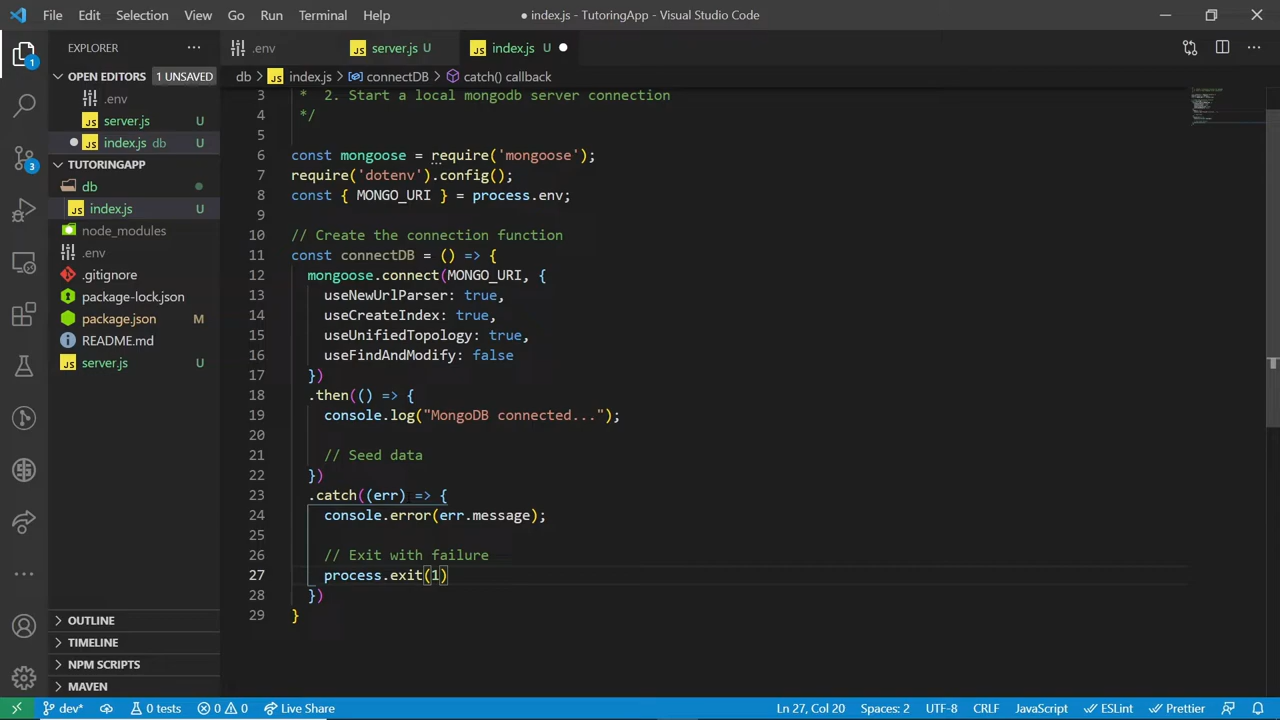 File Edit Selection View Go Run Terminal Help
● index.js - TutoringApp - Visual Studio Code
EXPLORER
OPEN EDITORS 1 UNSAVED
.env
server.js U
index.js db U
TUTORINGAPP
db
index.js U
node_modules
.env
.gitignore
package-lock.json
package.json M
README.md
server.js U
OUTLINE
TIMELINE
NPM SCRIPTS
MAVEN
1
3
.env
server.js U
index.js U
db > index.js > connectDB > catch() callback
3 * 2. Start a local mongodb server connection
4 */
5
6 const mongoose = require('mongoose');
7 require('dotenv').config();
8 const { MONGO_URI } = process.env;
9
10 // Create the connection function
11 const connectDB = () => {
12 mongoose.connect(MONGO_URI, {
13 useNewUrlParser: true,
14 useCreateIndex: true,
15 useUnifiedTopology: true,
16 useFindAndModify: false
17 })
18 .then(() => {
19 console.log("MongoDB connected...");
20
21 // Seed data
22 })
23 .catch((err) => {
24 console.error(err.message);
25
26 // Exit with failure
27 process.exit(1)
28 })
29 }
dev* 0 tests 0 0 Live Share
Ln 27, Col 20 Spaces: 2 UTF-8 CRLF JavaScript ESLint Prettier